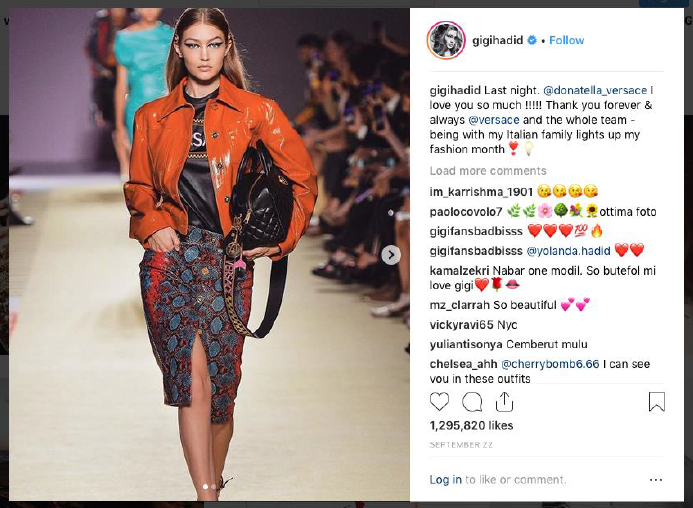 gigihadid • Follow
gigihadid Last night. @donatella_versace I
love you so much !!!!! Thank you forever &
always @versace and the whole team -
being with my Italian family lights up my
fashion month❣️💡
Load more comments
im_karrishma_1901 😘😘😘😘
paolocovolo7 🌿🌿🌸🌳💐🌻ottima foto
gigifansbadbisss ❤️❤️❤️💯🔥
gigifansbadbisss @yolanda.hadid ❤️❤️
kamalzekri Nabar one modil. So butefol mi
love gigi❤️🌹👄
mz_clarrah So beautiful 💕💕
vickyravi65 Nyc
yuliantisonya Cemberut mulu
chelsea_ahh @cherrybomb6.66 I can see
you in these outfits
1,295,820 likes
SEPTEMBER 22
Log in to like or comment.